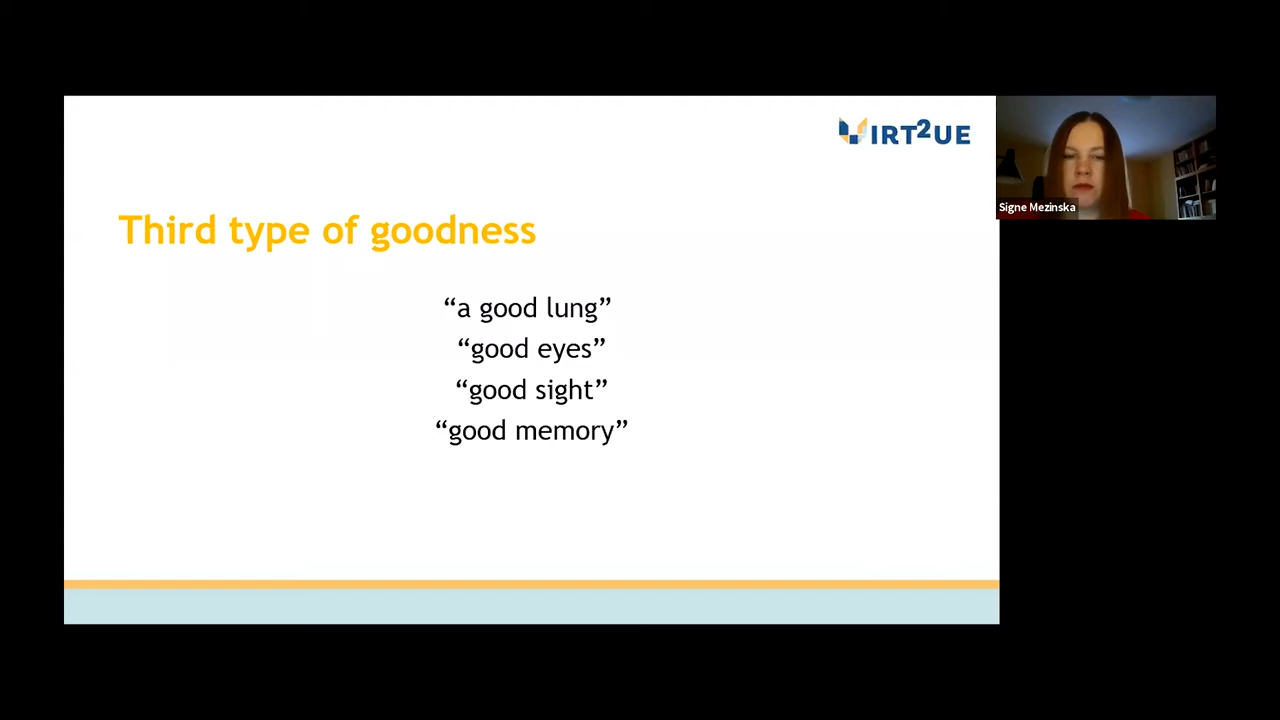 VIRT2UE
Signe Mezinska
Third type of goodness
“a good lung”
“good eyes”
“good sight”
“good memory”